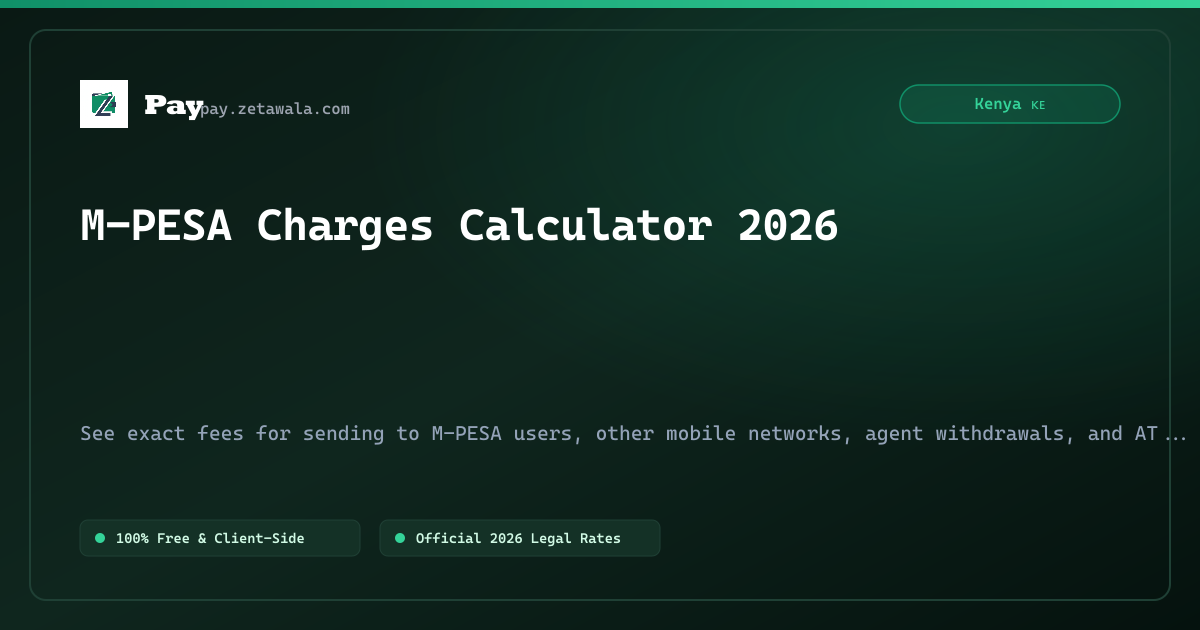 Pay pay.zetawala.com
Kenya KE
M-PESA Charges Calculator 2026
See exact fees for sending to M-PESA users, other mobile networks, agent withdrawals, and AT...
100% Free & Client-Side
Official 2026 Legal Rates